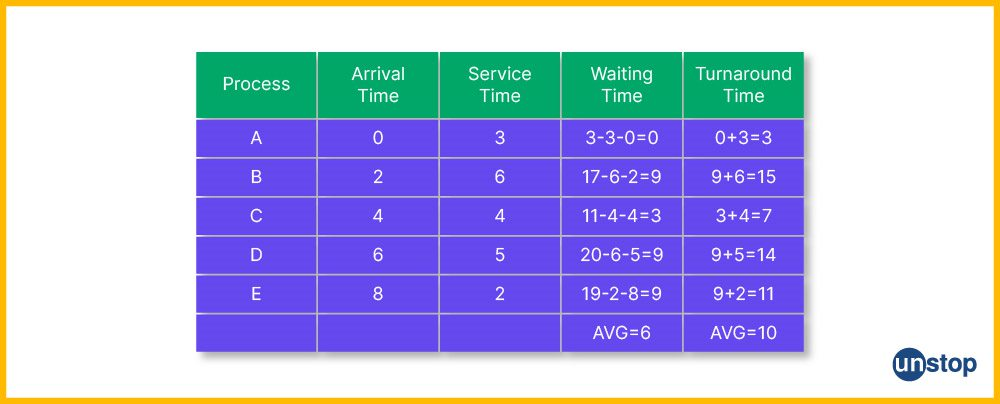 Process Arrival Time Service Time Waiting Time Turnaround Time
A 0 3 3-3-0=0 0+3=3
B 2 6 17-6-2=9 9+6=15
C 4 4 11-4-4=3 3+4=7
D 6 5 20-6-5=9 9+5=14
E 8 2 19-2-8=9 9+2=11
AVG=6 AVG=10
unstop